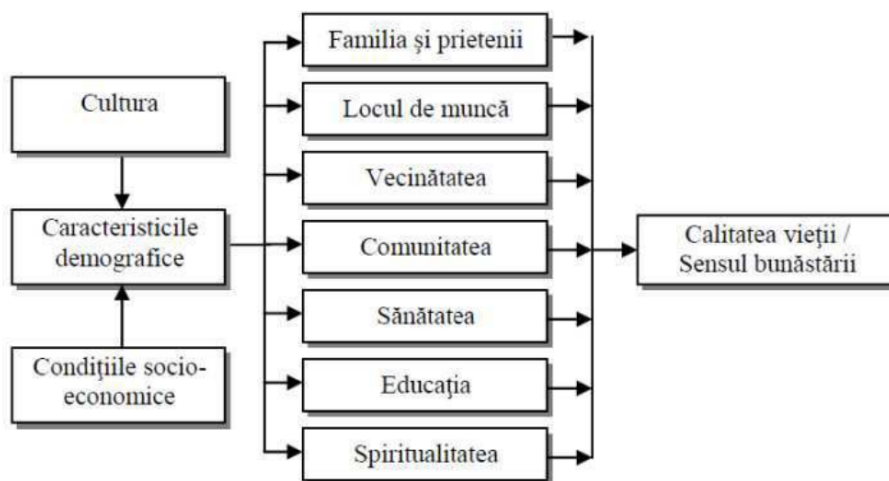 Cultura
Caracteristicile
demografice
Condiţiile socio-
economice
Familia şi prietenii
Locul de muncă
Vecinătatea
Comunitatea
Sănătatea
Educaţia
Spiritualitatea
Calitatea vieţii /
Sensul bunăstării